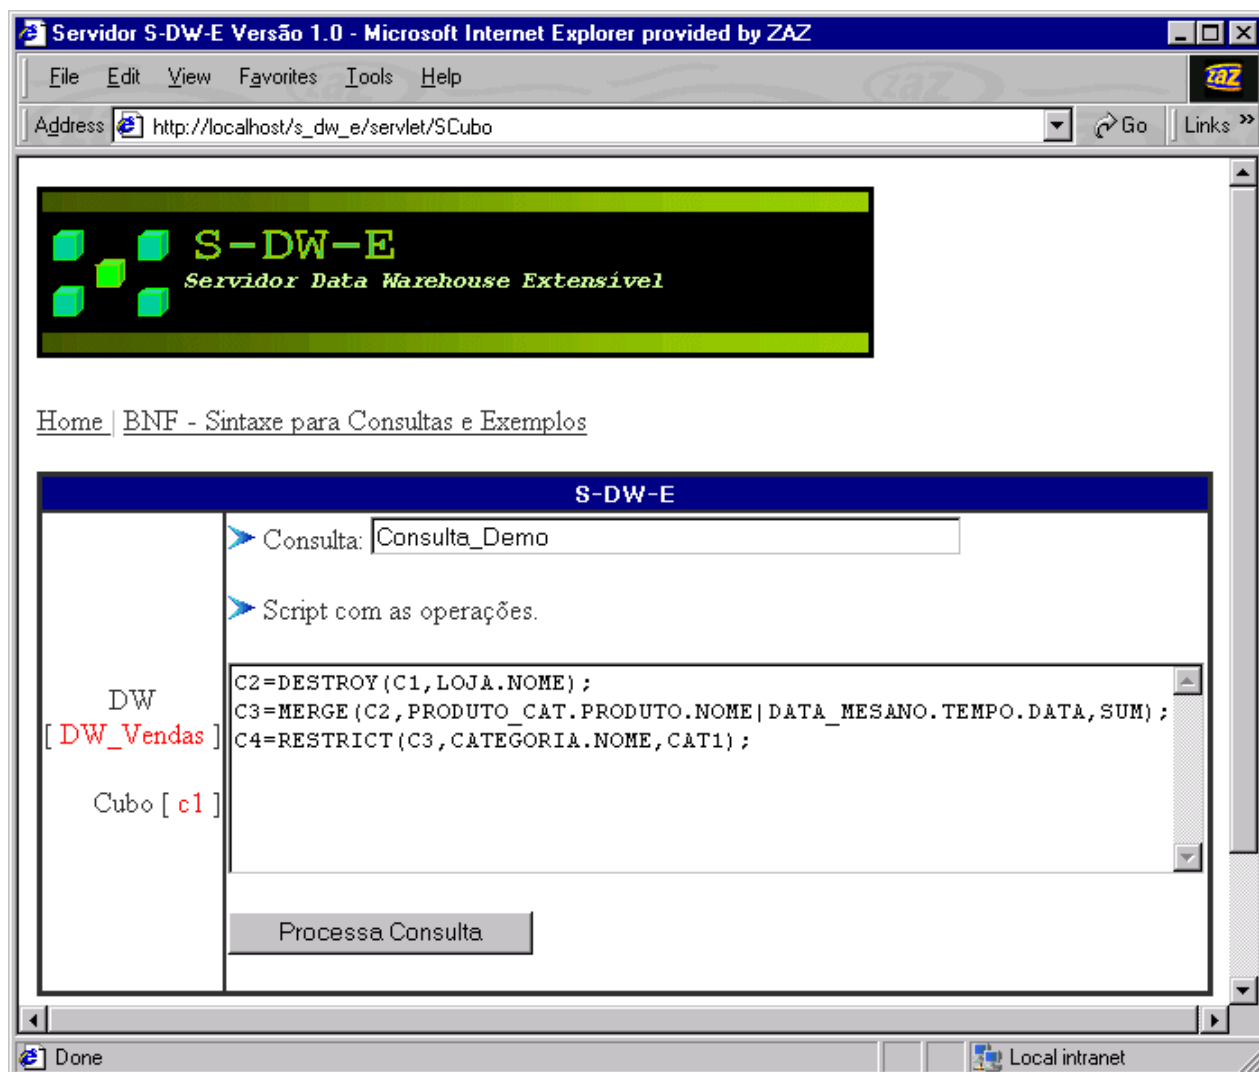 Servidor S-DW-E Versão 1.0 - Microsoft Internet Explorer provided by ZAZ
File Edit View Favorites Tools Help
zaz
Address http://localhost/s_dw_e/servlet/SCubo Go Links »
S-DW-E
Servidor Data Warehouse Extensível
Home | BNF - Sintaxe para Consultas e Exemplos
S-DW-E
Consulta: Consulta_Demo
Script com as operações.
DW
[ DW_Vendas ]
Cubo [ c1 ]
C2=DESTROY(C1,LOJA.NOME);
C3=MERGE(C2,PRODUTO_CAT.PRODUTO.NOME|DATA_MESANO.TEMPO.DATA,SUM);
C4=RESTRICT(C3,CATEGORIA.NOME,CAT1);
Processa Consulta
Done Local intranet